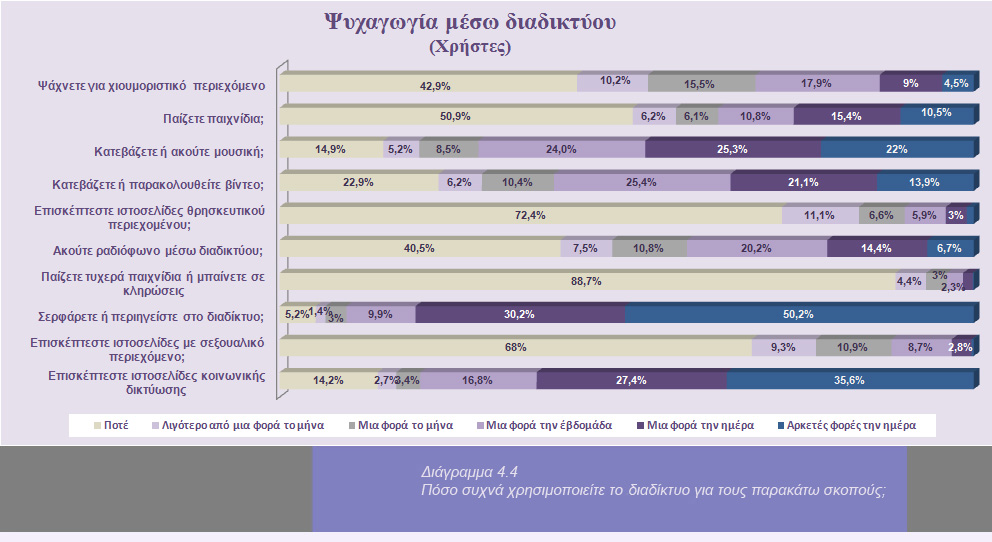 Ψυχαγωγία μέσω διαδικτύου
(Χρήστες)
Ψάχνετε για χιουμοριστικό περιεχόμενο
42,9% 10,2% 15,5% 17,9% 9% 4,5%
Παίζετε παιχνίδια;
50,9% 6,2% 6,1% 10,8% 15,4% 10,5%
Κατεβάζετε ή ακούτε μουσική;
14,9% 5,2% 8,5% 24,0% 25,3% 22%
Κατεβάζετε ή παρακολουθείτε βίντεο;
22,9% 6,2% 10,4% 25,4% 21,1% 13,9%
Επισκέπτεστε ιστοσελίδες θρησκευτικού
περιεχομένου;
72,4% 11,1% 6,6% 5,9% 3%
Ακούτε ραδιόφωνο μέσω διαδικτύου;
40,5% 7,5% 10,8% 20,2% 14,4% 6,7%
Παίζετε τυχερά παιχνίδια ή μπαίνετε σε
κληρώσεις
88,7% 4,4% 3% 2,3%
Σερφάρετε ή περιηγείστε στο διαδίκτυο;
5,2% 1,4% 3% 9,9% 30,2% 50,2%
Επισκέπτεστε ιστοσελίδες με σεξουαλικό
περιεχόμενο;
68% 9,3% 10,9% 8,7% 2,8%
Επισκέπτεστε ιστοσελίδες κοινωνικής
δικτύωσης
14,2% 2,7% 3,4% 16,8% 27,4% 35,6%
Ποτέ Λιγότερο από μια φορά το μήνα Μια φορά το μήνα Μια φορά την έβδομάδα Μια φορά την ημέρα Αρκετές φορές την ημέρα
Διάγραμμα 4.4
Πόσο συχνά χρησιμοποιείτε το διαδίκτυο για τους παρακάτω σκοπούς;